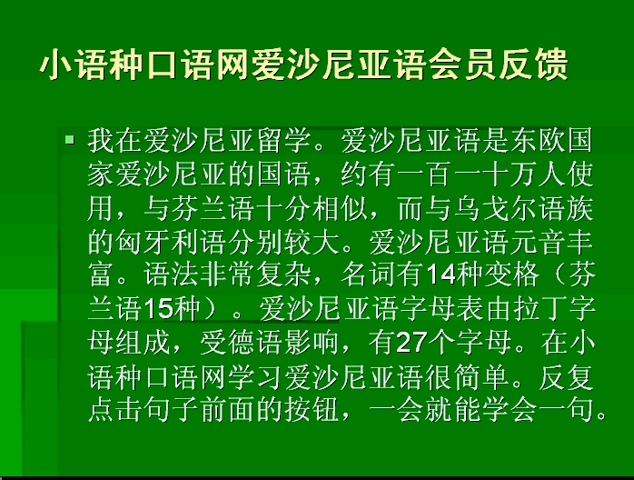 小语种口语网爱沙尼亚语会员反馈
我在爱沙尼亚留学。爱沙尼亚语是东欧国
家爱沙尼亚的国语，约有一百一十万人使
用，与芬兰语十分相似，而与乌戈尔语族
的匈牙利语分别较大。爱沙尼亚语元音丰
富。语法非常复杂，名词有14种变格（芬
兰语15种）。爱沙尼亚语字母表由拉丁字
母组成，受德语影响，有27个字母。在小
语种口语网学习爱沙尼亚语很简单。反复
点击句子前面的按钮，一会就能学会一句。